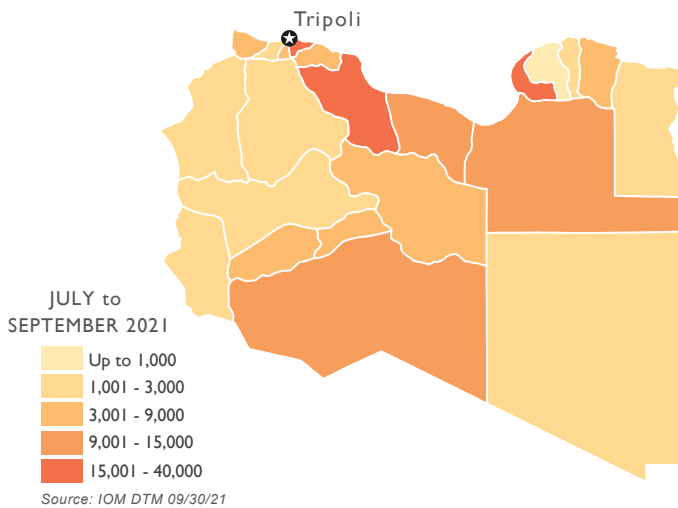 Tripoli
JULY to
SEPTEMBER 2021
Up to 1,000
1,001 - 3,000
3,001 - 9,000
9,001 - 15,000
15,001 - 40,000
Source: IOM DTM 09/30/21